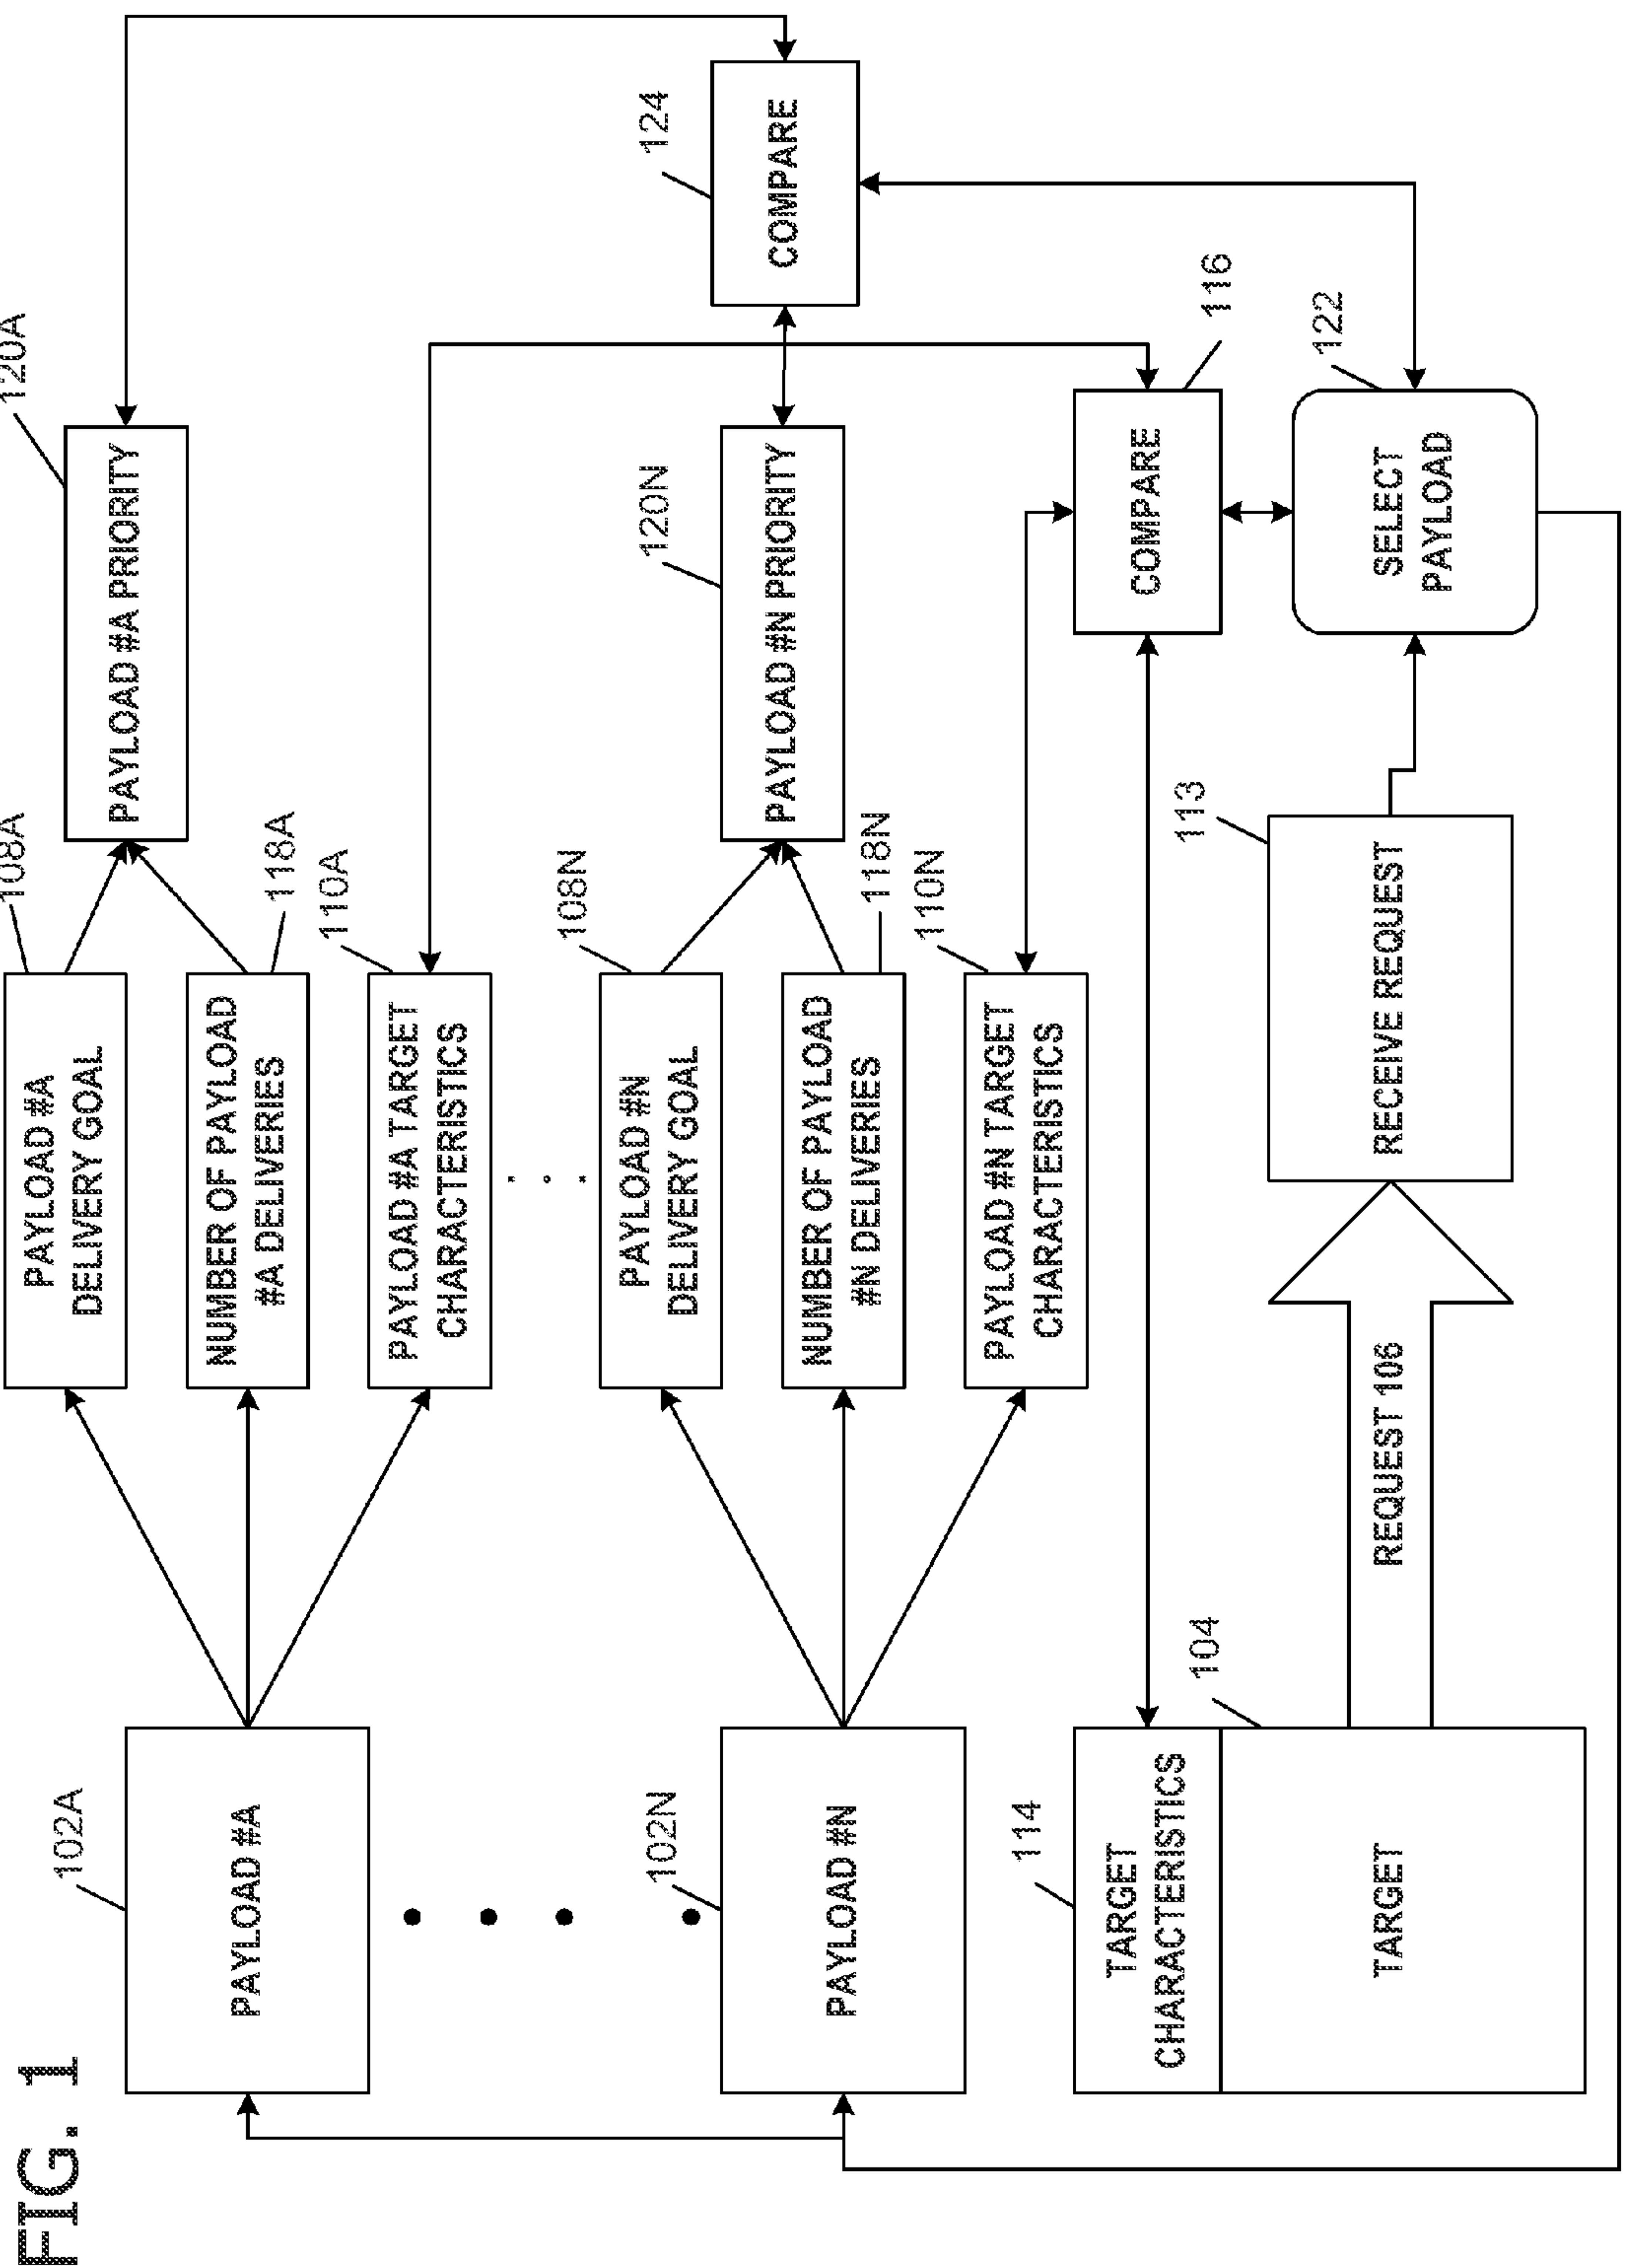 FIG. 1
102A
PAYLOAD #A
108A
PAYLOAD #A
DELIVERY GOAL
118A
NUMBER OF PAYLOAD
#A DELIVERIES
110A
PAYLOAD #A TARGET
CHARACTERISTICS
120A
PAYLOAD #A PRIORITY
124
COMPARE
102N
PAYLOAD #N
108N
PAYLOAD #N
DELIVERY GOAL
118N
NUMBER OF PAYLOAD
#N DELIVERIES
110N
PAYLOAD #N TARGET
CHARACTERISTICS
120N
PAYLOAD #N PRIORITY
116
COMPARE
114
TARGET
CHARACTERISTICS
104
TARGET
REQUEST 106
113
RECEIVE REQUEST
122
SELECT
PAYLOAD